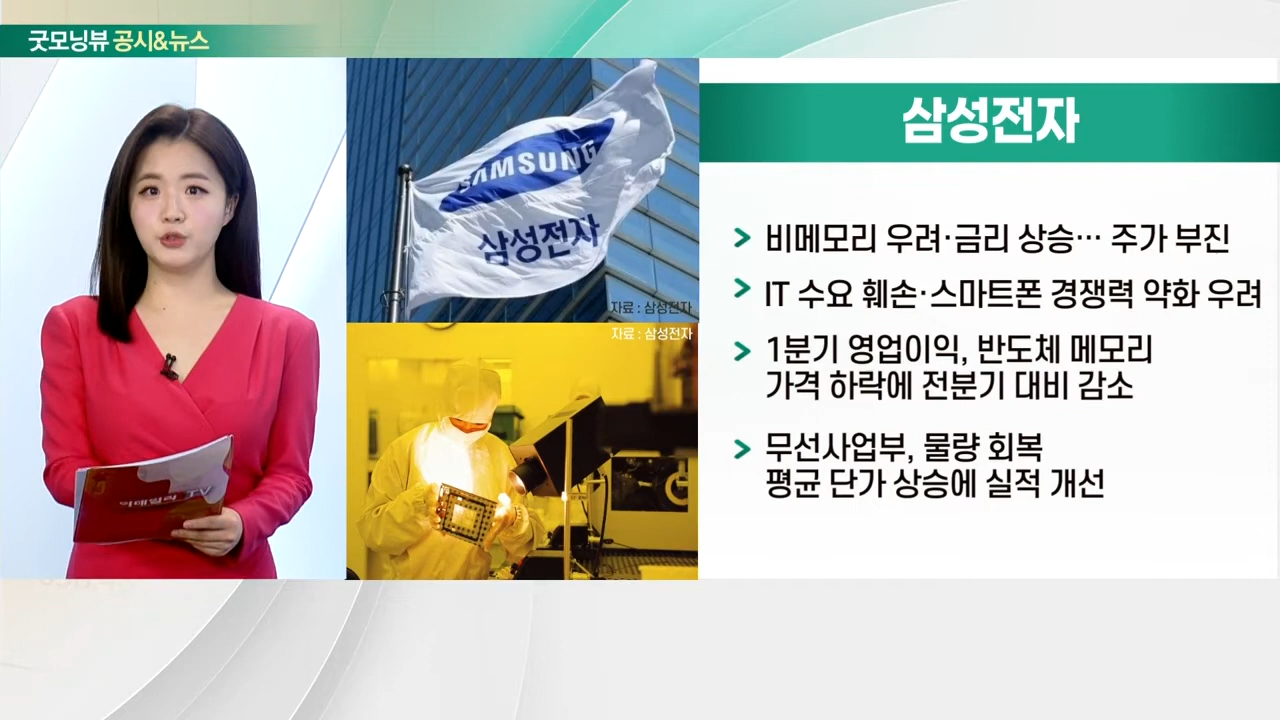 굿모닝뷰 공시&뉴스
SAMSUNG
삼성전자
자료 : 삼성전자
자료 : 삼성전자
삼성전자
비메모리 우려·금리 상승… 주가 부진
IT 수요 훼손·스마트폰 경쟁력 약화 우려
1분기 영업이익, 반도체 메모리
가격 하락에 전분기 대비 감소
무선사업부, 물량 회복
평균 단가 상승에 실적 개선